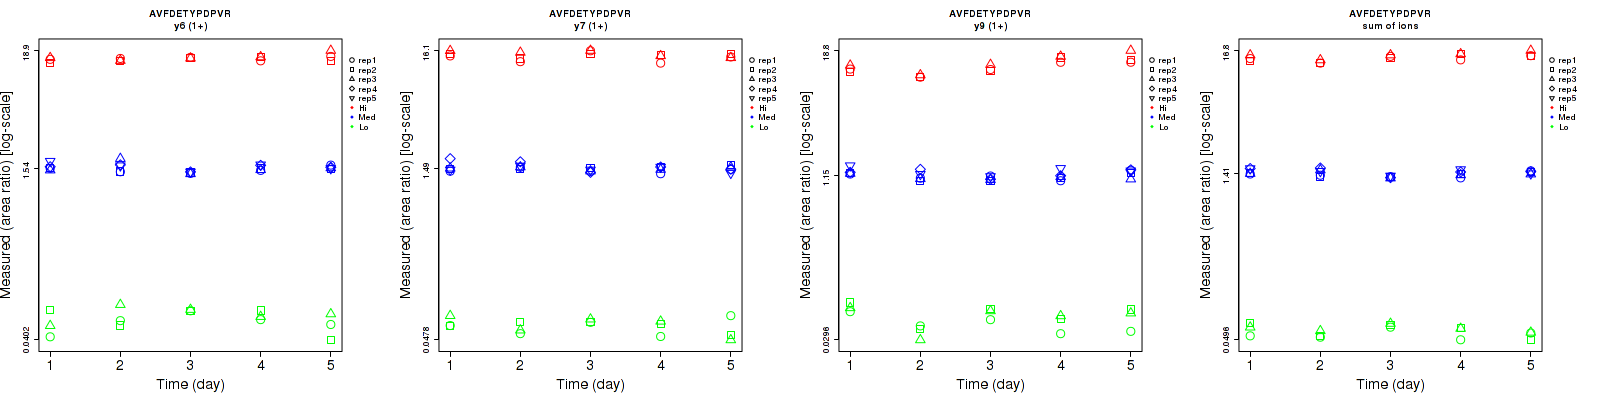 AVFDETYPDPVR
y6 (1+)
18.9
1.54
0.0402
Measured (area ratio) [log-scale]
1 2 3 4 5
Time (day)
rep1
rep2
rep3
rep4
rep5
Hi
Med
Lo
AVFDETYPDPVR
y7 (1+)
16.1
1.49
0.0478
Measured (area ratio) [log-scale]
1 2 3 4 5
Time (day)
rep1
rep2
rep3
rep4
rep5
Hi
Med
Lo
AVFDETYPDPVR
y9 (1+)
18.8
1.15
0.0296
Measured (area ratio) [log-scale]
1 2 3 4 5
Time (day)
rep1
rep2
rep3
rep4
rep5
Hi
Med
Lo
AVFDETYPDPVR
sum of ions
16.8
1.41
0.0496
Measured (area ratio) [log-scale]
1 2 3 4 5
Time (day)
rep1
rep2
rep3
rep4
rep5
Hi
Med
Lo